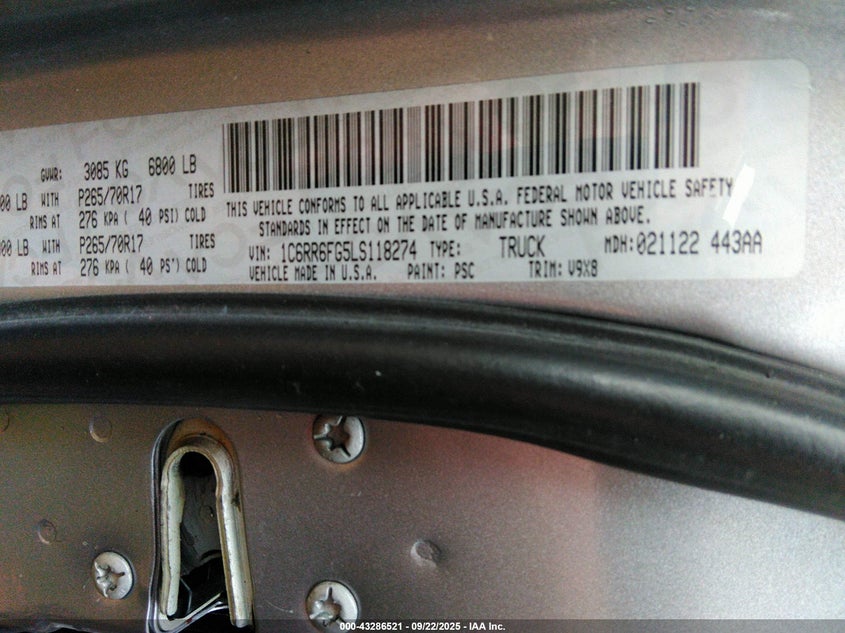 GVWR: 3085 KG 6800 LB
00 LB WITH P265/70R17 TIRES
RIMS AT 276 KPA ( 40 PSI) COLD
00 LB WITH P265/70R17 TIRES
RIMS AT 276 KPA ( 40 PS') COLD
THIS VEHICLE CONFORMS TO ALL APPLICABLE U.S.A. FEDERAL MOTOR VEHICLE SAFETY
STANDARDS IN EFFECT ON THE DATE OF MANUFACTURE SHOWN ABOVE.
VIN: 1C6RR6FG5LS118274 TYPE: TRUCK MDH: 021122 443AA
VEHICLE MADE IN U.S.A. PAINT: PSC TRIM: V9X8
000-43286521 - 09/22/2025 - IAA Inc.